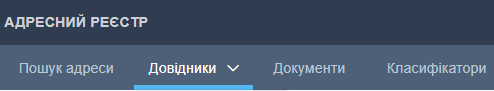 АДРЕСНИЙ РЕЄСТР
Пошук адреси Довідники Документи Класифікатори